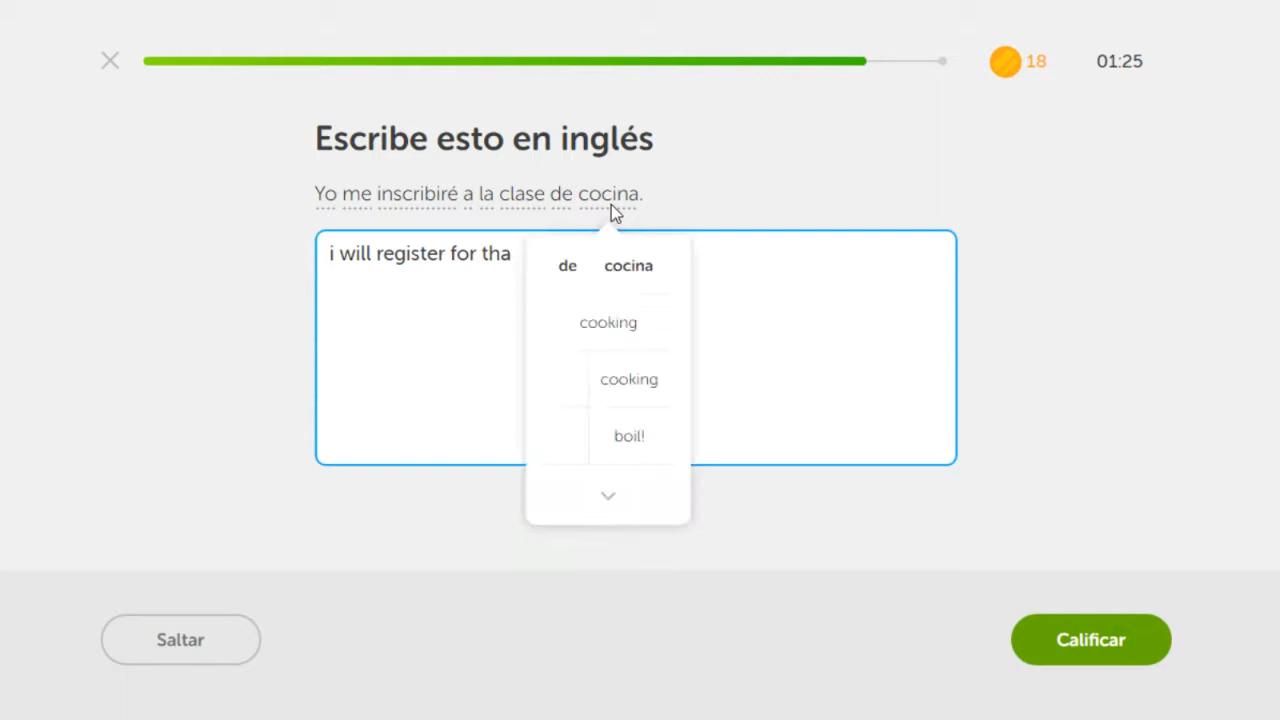 18 01:25
Escribe esto en inglés
Yo me inscribiré a la clase de cocina.
i will register for tha
de cocina
cooking
cooking
boil!
Saltar
Calificar